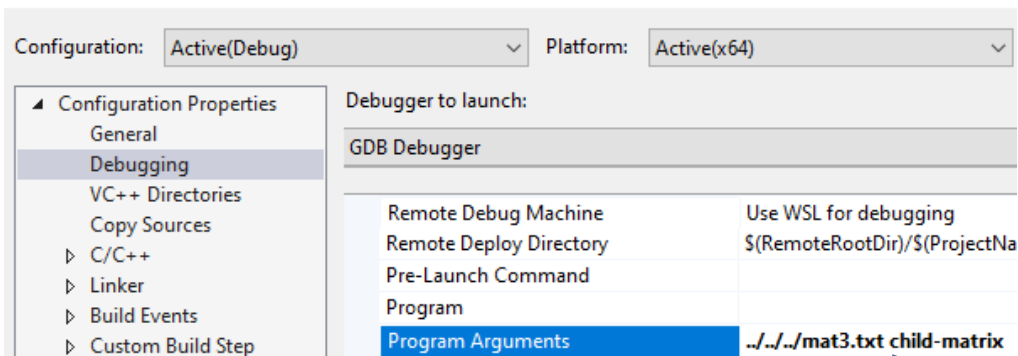 Configuration: Active(Debug) Platform: Active(x64)
Configuration Properties
General
Debugging
VC++ Directories
Copy Sources
C/C++
Linker
Build Events
Custom Build Step
Debugger to launch:
GDB Debugger
Remote Debug Machine Use WSL for debugging
Remote Deploy Directory $(RemoteRootDir)/$(ProjectNa
Pre-Launch Command
Program
Program Arguments ../../../mat3.txt child-matrix